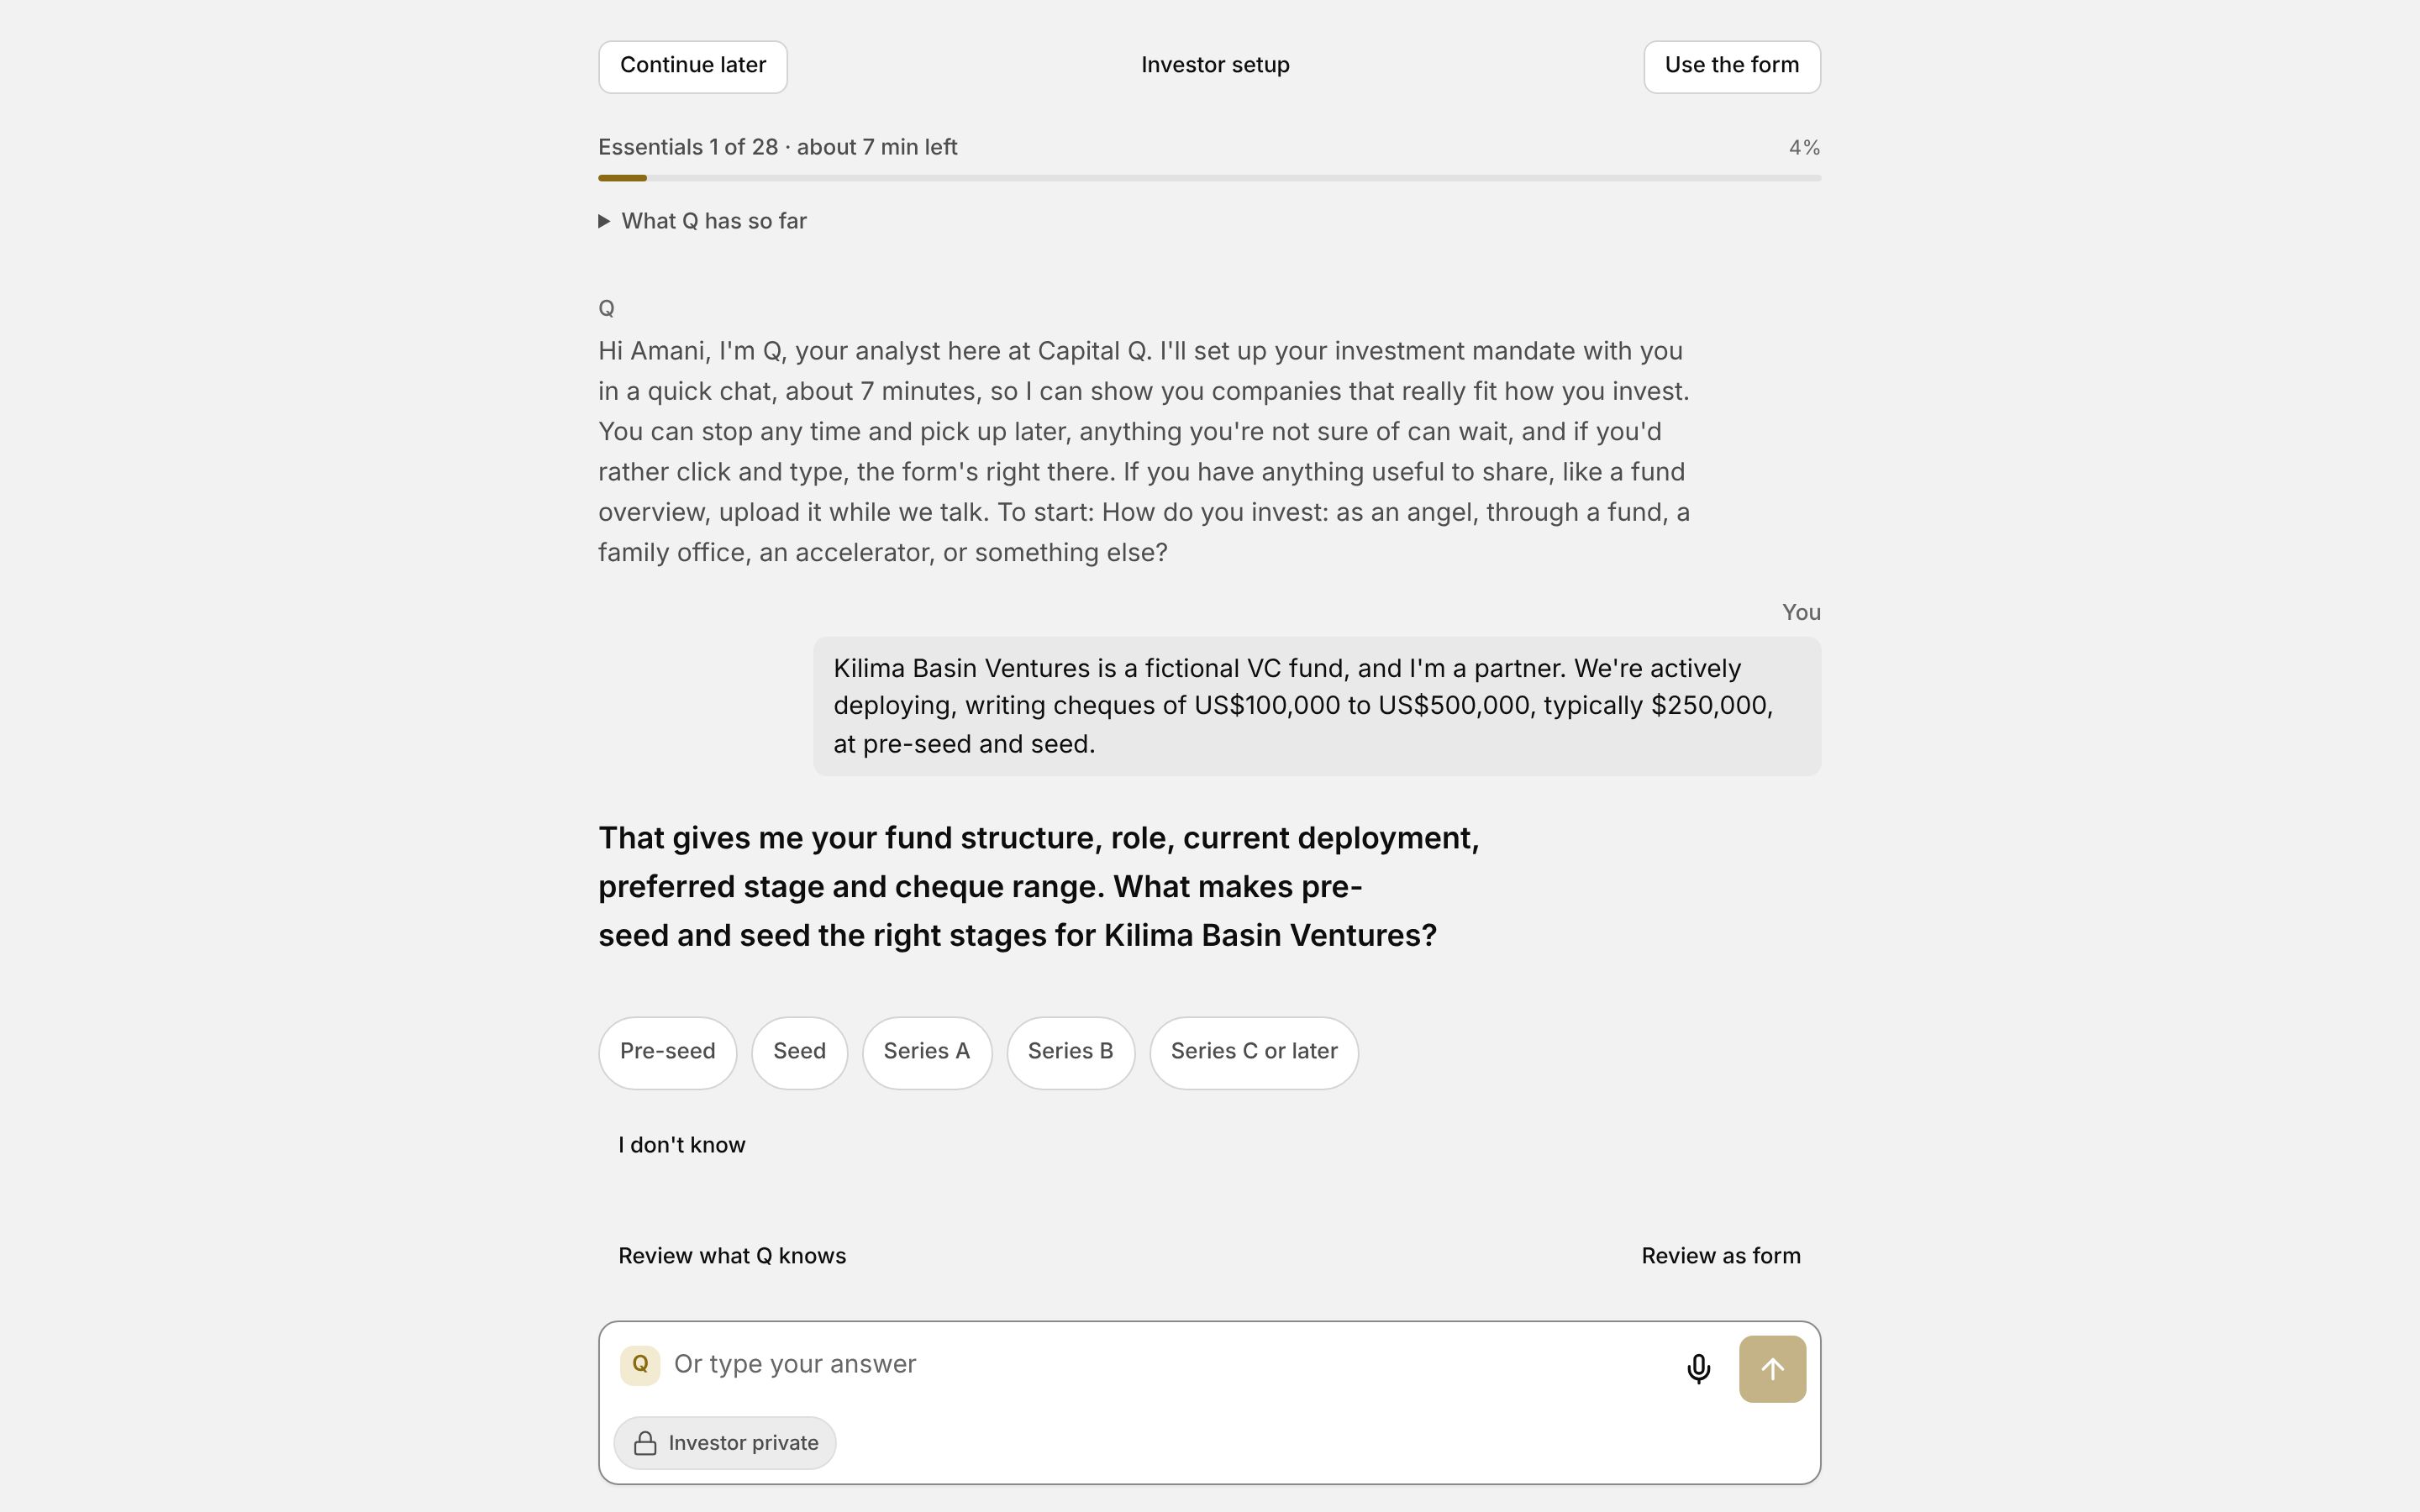 Continue later
Investor setup
Use the form
Essentials 1 of 28 · about 7 min left
4%
▶ What Q has so far
Q
Hi Amani, I'm Q, your analyst here at Capital Q. I'll set up your investment mandate with you
in a quick chat, about 7 minutes, so I can show you companies that really fit how you invest.
You can stop any time and pick up later, anything you're not sure of can wait, and if you'd
rather click and type, the form's right there. If you have anything useful to share, like a fund
overview, upload it while we talk. To start: How do you invest: as an angel, through a fund, a
family office, an accelerator, or something else?
You
Kilima Basin Ventures is a fictional VC fund, and I'm a partner. We're actively
deploying, writing cheques of US$100,000 to US$500,000, typically $250,000,
at pre-seed and seed.
That gives me your fund structure, role, current deployment,
preferred stage and cheque range. What makes pre-
seed and seed the right stages for Kilima Basin Ventures?
Pre-seed
Seed
Series A
Series B
Series C or later
I don't know
Review what Q knows
Review as form
Q
Or type your answer
Investor private